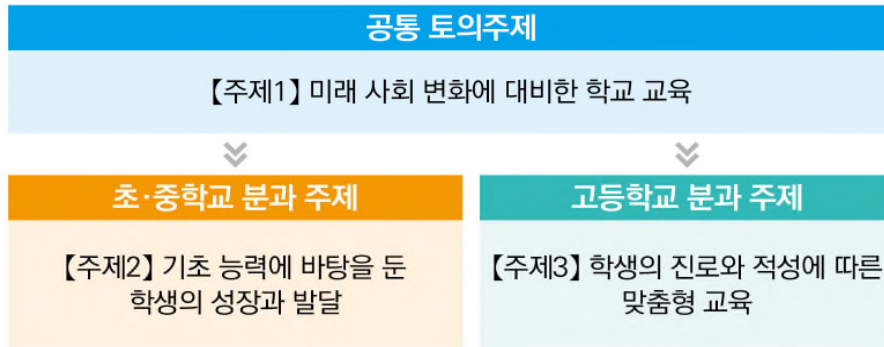 공통 토의주제
【주제1】 미래 사회 변화에 대비한 학교 교육
초·중학교 분과 주제
【주제2】 기초 능력에 바탕을 둔
학생의 성장과 발달
고등학교 분과 주제
【주제3】 학생의 진로와 적성에 따른
맞춤형 교육